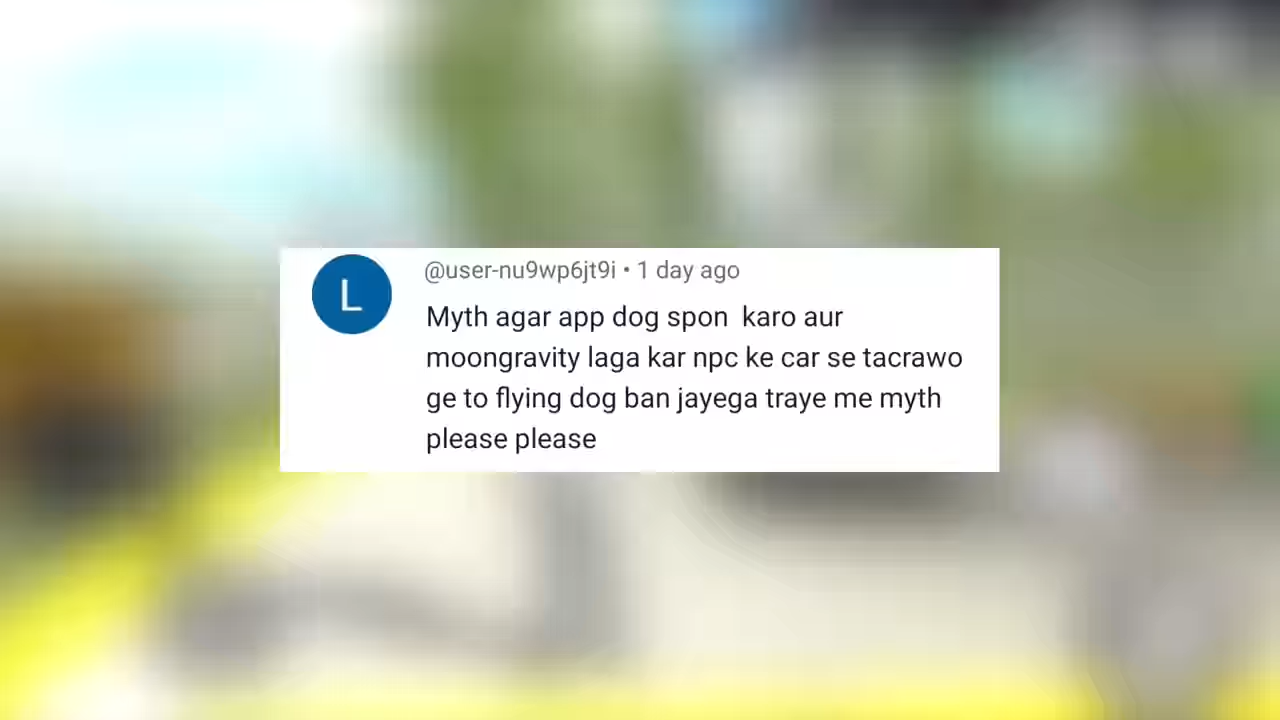 L
@user-nu9wp6jt9i • 1 day ago
Myth agar app dog spon  karo aur
moongravity laga kar npc ke car se tacrawo
ge to flying dog ban jayega traye me myth
please please